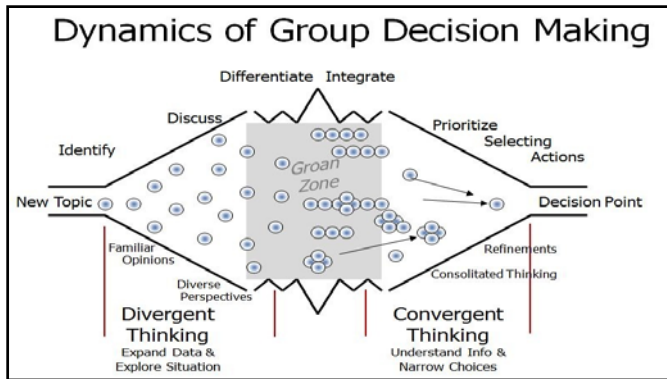 Dynamics of Group Decision Making
Differentiate Integrate
Discuss
Prioritize
Identify
Selecting
Actions
Groan
Zone
New Topic
Decision Point
Familiar
Opinions
Refinements
Diverse
Perspectives
Consolitated Thinking
Divergent
Thinking
Expand Data &
Explore Situation
Convergent
Thinking
Understand Info &
Narrow Choices